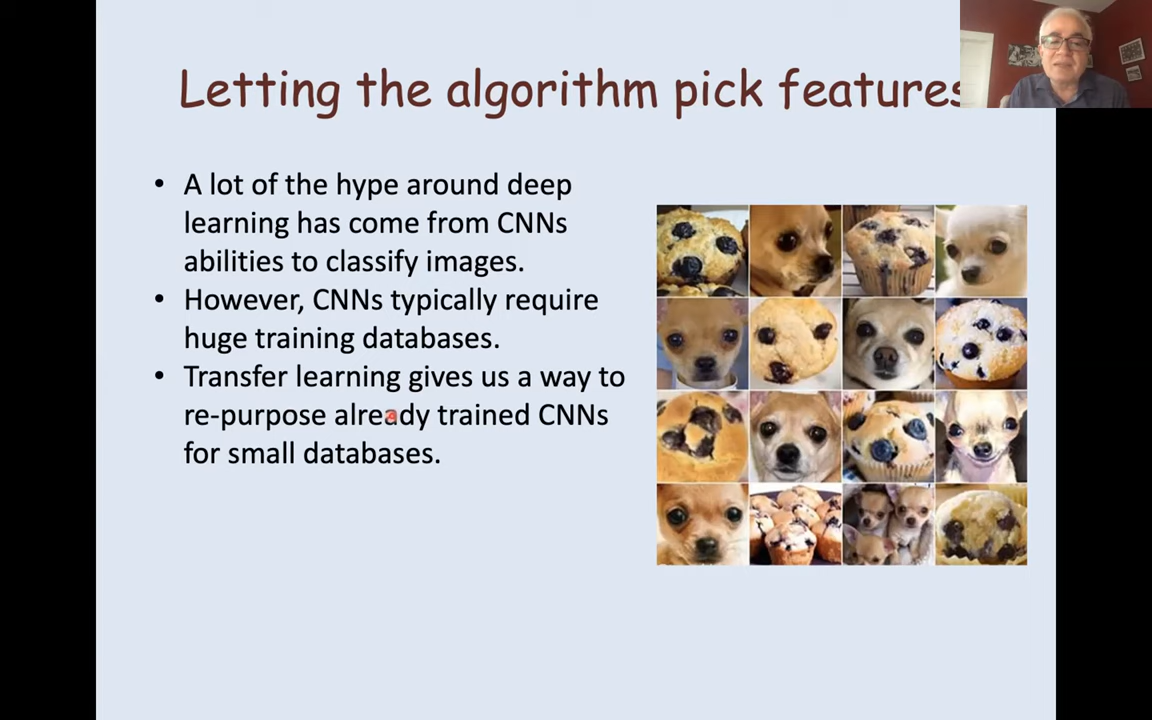 Letting the algorithm pick features
• A lot of the hype around deep
learning has come from CNNs
abilities to classify images.
• However, CNNs typically require
huge training databases.
• Transfer learning gives us a way to
re-purpose already trained CNNs
for small databases.